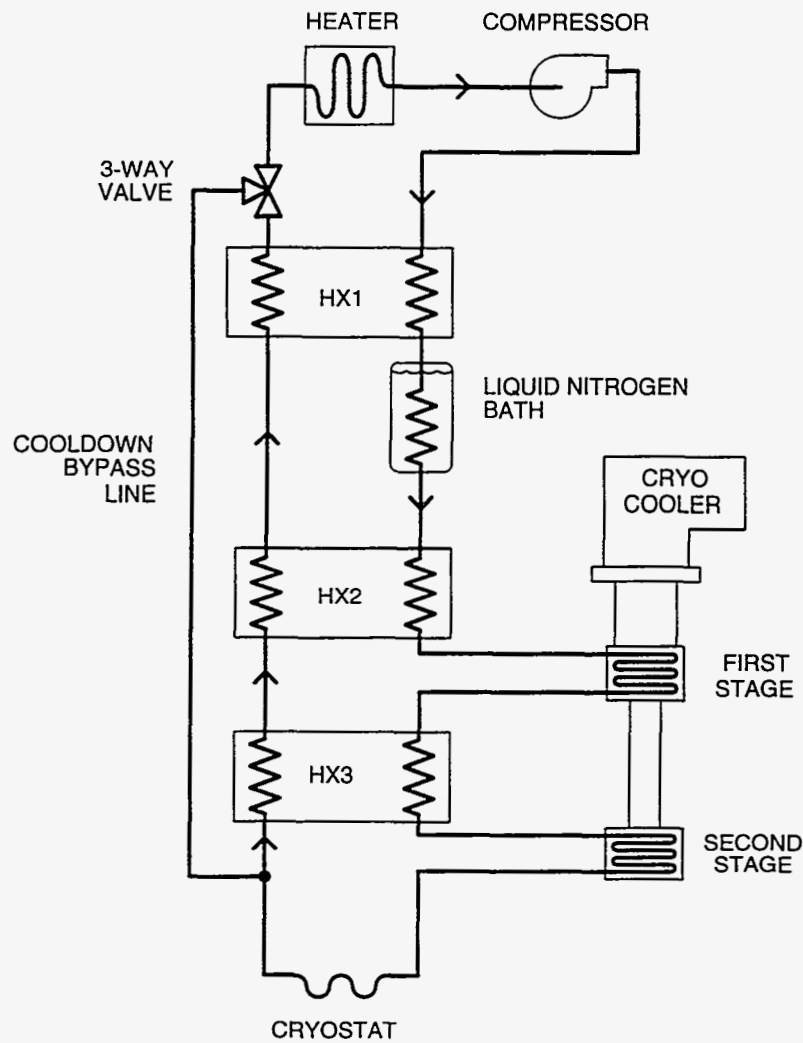 HEATER
COMPRESSOR
3-WAY
VALVE
HX1
LIQUID NITROGEN
BATH
COOLDOWN
BYPASS
LINE
CRYO
COOLER
HX2
FIRST
STAGE
HX3
SECOND
STAGE
CRYOSTAT